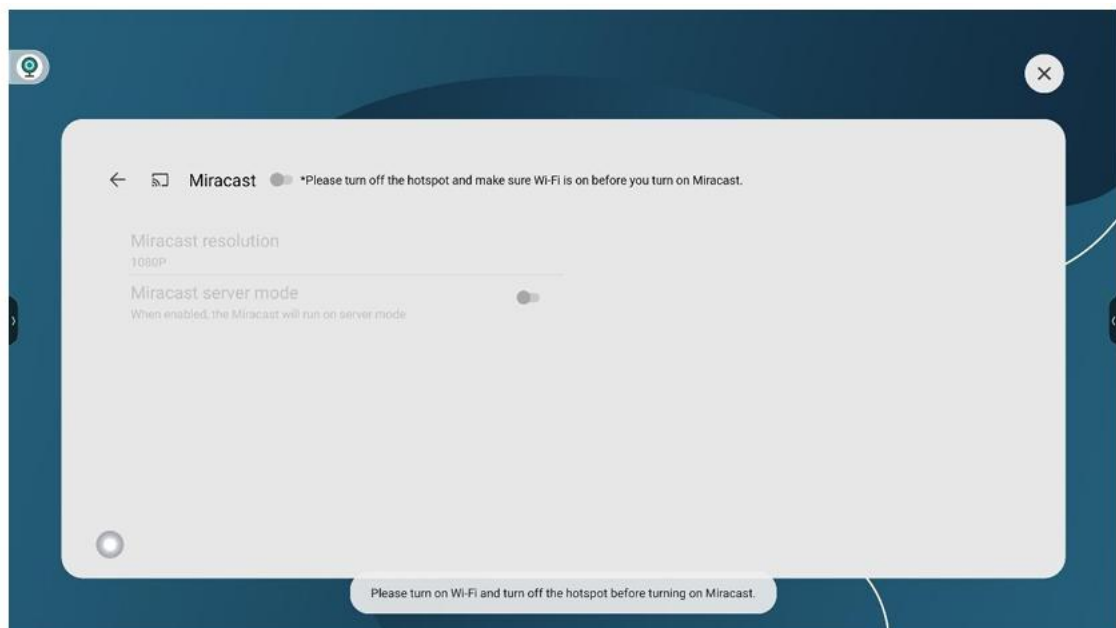 Miracast *Please turn off the hotspot and make sure Wi-Fi is on before you turn on Miracast.
Miracast resolution
1080P
Miracast server mode
When enabled, the Miracast will run on server mode
Please turn on Wi-Fi and turn off the hotspot before turning on Miracast.